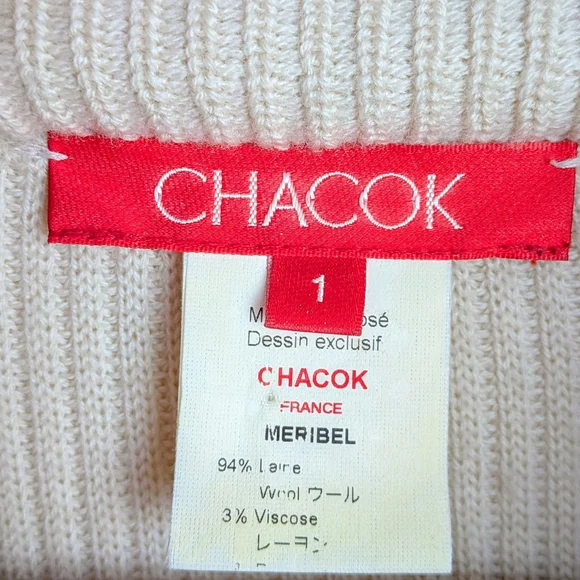 CHACOK
1
Dessin exclusif
CHACOK
FRANCE
MERIBEL
94% Laine
Wool ウール
3% Viscose
レーヨン